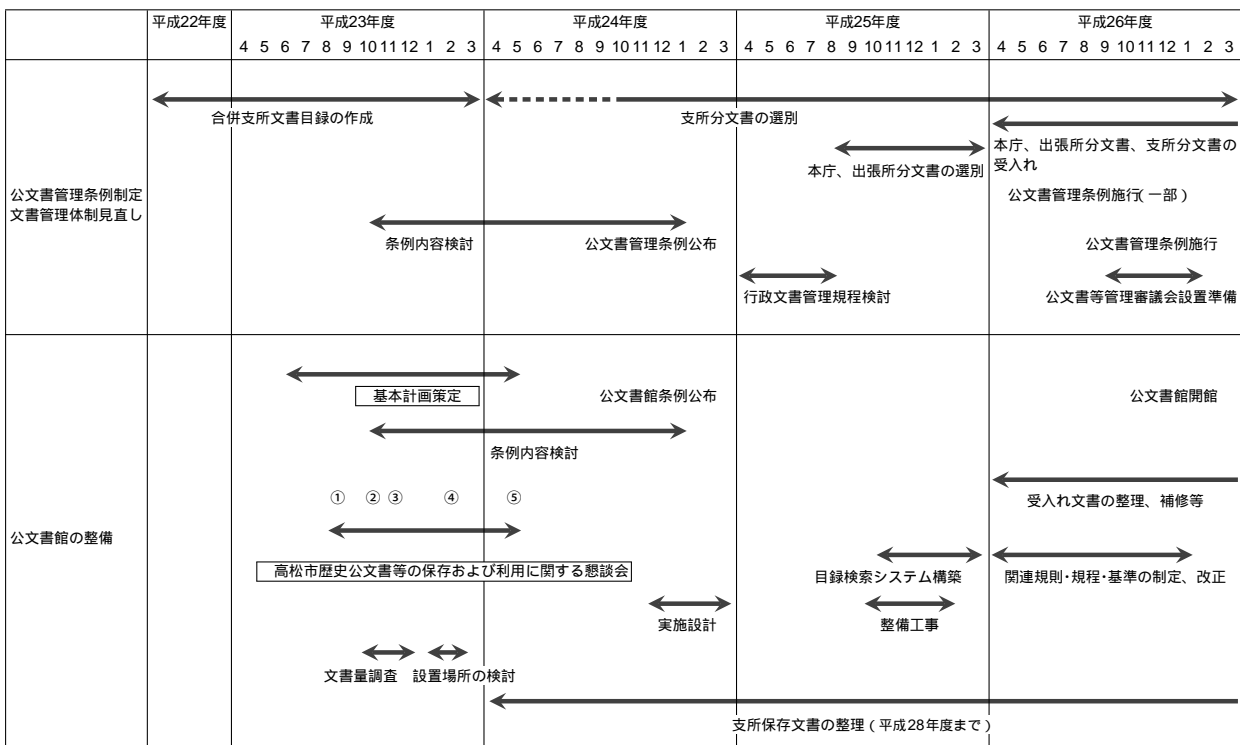 平成22年度 平成23年度 平成24年度 平成25年度 平成26年度
4 5 6 7 8 9 10 11 12 1 2 3 4 5 6 7 8 9 10 11 12 1 2 3 4 5 6 7 8 9 10 11 12 1 2 3 4 5 6 7 8 9 10 11 12 1 2 3
公文書管理条例制定
文書管理体制見直し
合併支所文書目録の作成
支所分文書の選別
本庁、出張所分文書の選別
本庁、出張所分文書、支所分文書の
受入れ
公文書管理条例施行(一部)
条例内容検討
公文書管理条例公布
公文書管理条例施行
行政文書管理規程検討
公文書等管理審議会設置準備
公文書館の整備
基本計画策定
公文書館条例公布
公文書館開館
条例内容検討
① ② ③ ④ ⑤
受入れ文書の整理、補修等
高松市歴史公文書等の保存および利用に関する懇談会
目録検索システム構築
関連規則・規程・基準の制定、改正
実施設計
整備工事
文書量調査 設置場所の検討
支所保存文書の整理(平成28年度まで)